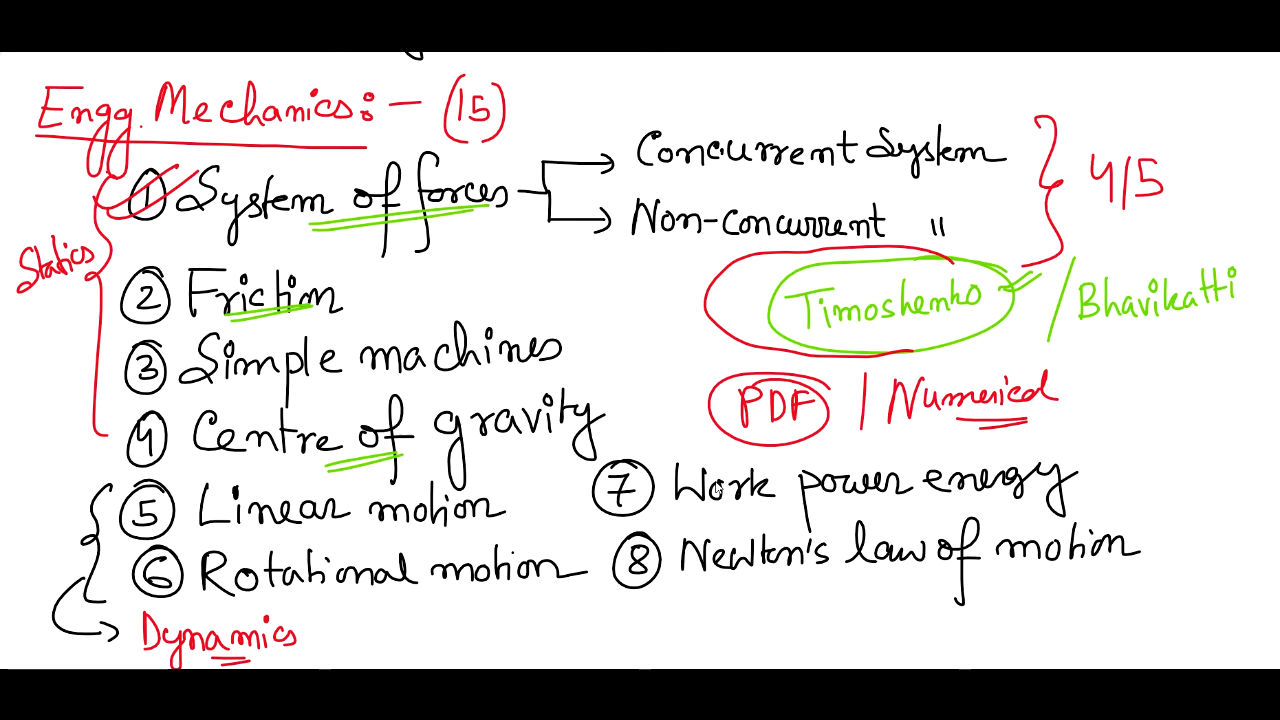 Engg. Mechanics: - (15)
① System of forces → Concurrent System
→ Non-concurrent "
4/5
Statics
② Friction
Timoshenko / Bhavikatti
③ Simple machines
PDF / Numerical
④ Centre of gravity
⑤ Linear motion
⑥ Rotational motion
⑦ Work power energy
⑧ Newton's law of motion
Dynamics